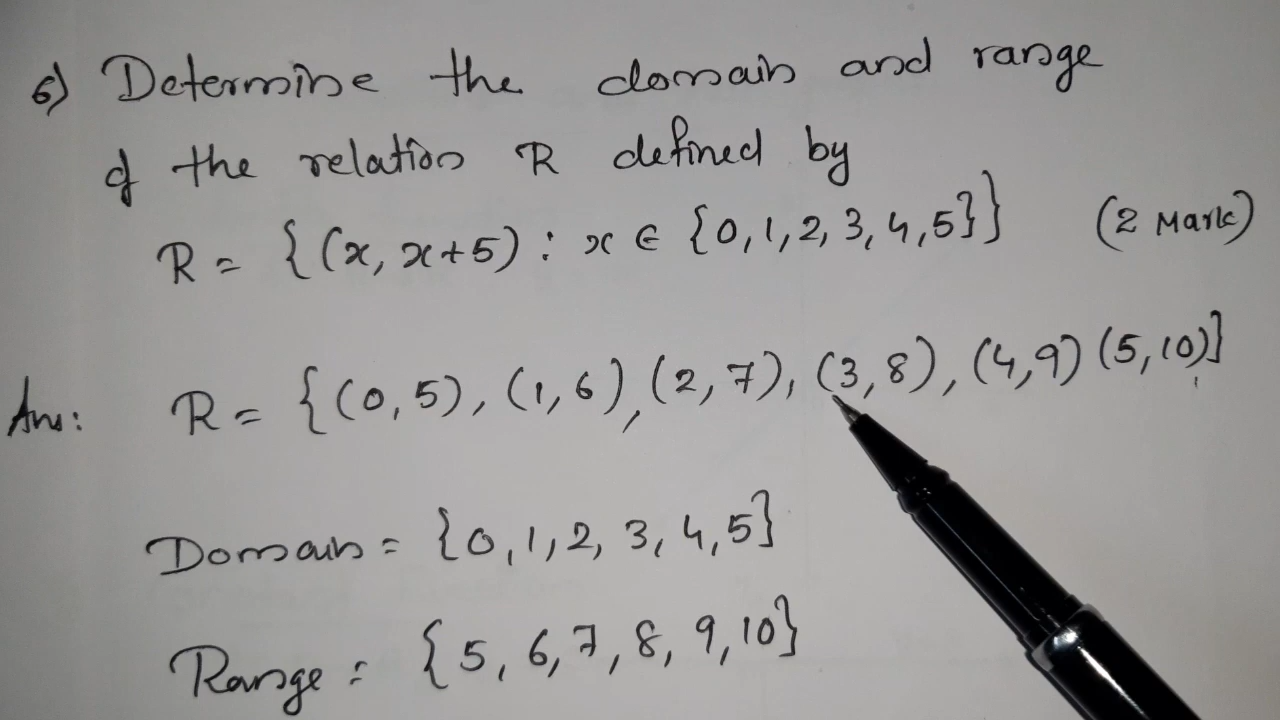 6) Determine the domain and range
of the relation R defined by
R = {(x, x+5) : x ∈ {0,1,2,3,4,5}} (2 Mark)
Ans: R = {(0,5), (1,6), (2,7), (3,8), (4,9) (5,10)}
Domain = {0,1,2,3,4,5}
Range = {5,6,7,8,9,10}